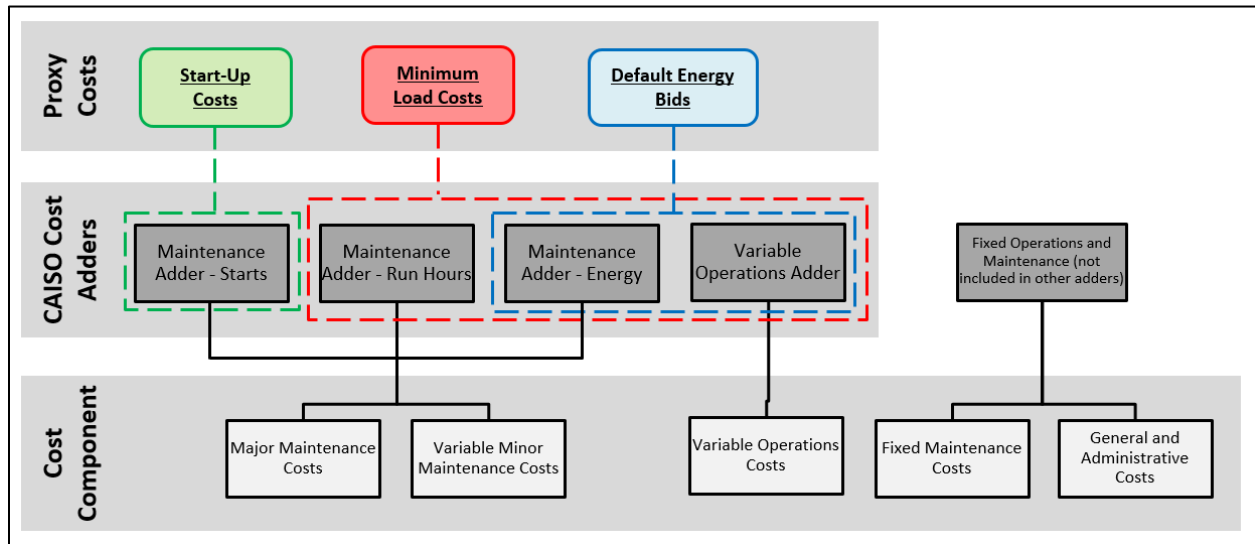 Proxy
Costs
Start-Up
Costs
Minimum
Load Costs
Default Energy
Bids
CAISO Cost
Adders
Maintenance
Adder - Starts
Maintenance
Adder - Run Hours
Maintenance
Adder - Energy
Variable
Operations Adder
Fixed Operations and
Maintenance (not
included in other adders)
Cost
Component
Major Maintenance
Costs
Variable Minor
Maintenance Costs
Variable Operations
Costs
Fixed Maintenance
Costs
General and
Administrative
Costs